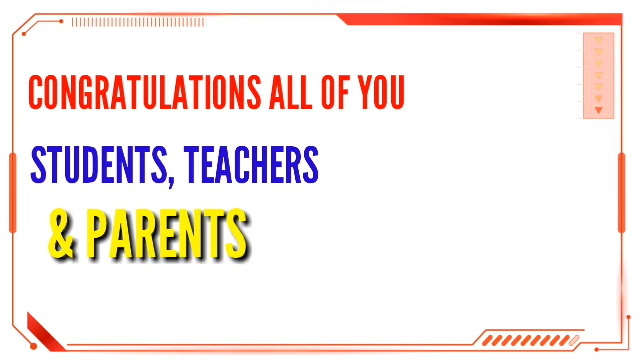 CONGRATULATIONS ALL OF YOU
STUDENTS, TEACHERS
& PARENTS